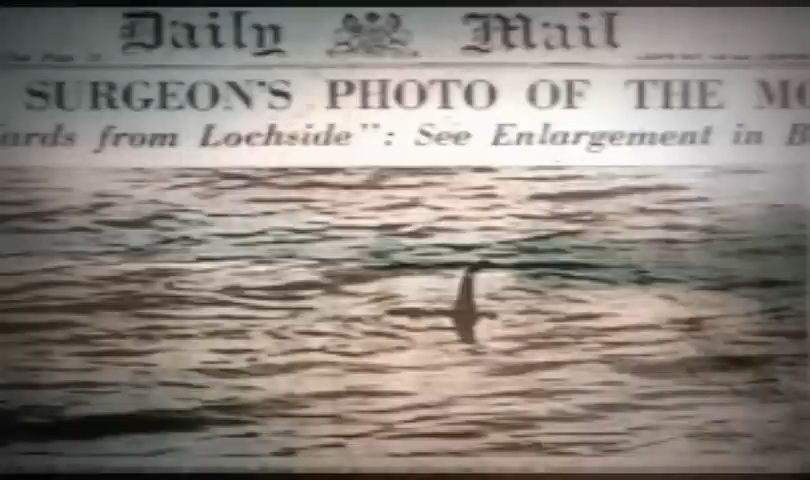 Daily Mail
SURGEON'S PHOTO OF THE
from Lochside": See Enlargement in